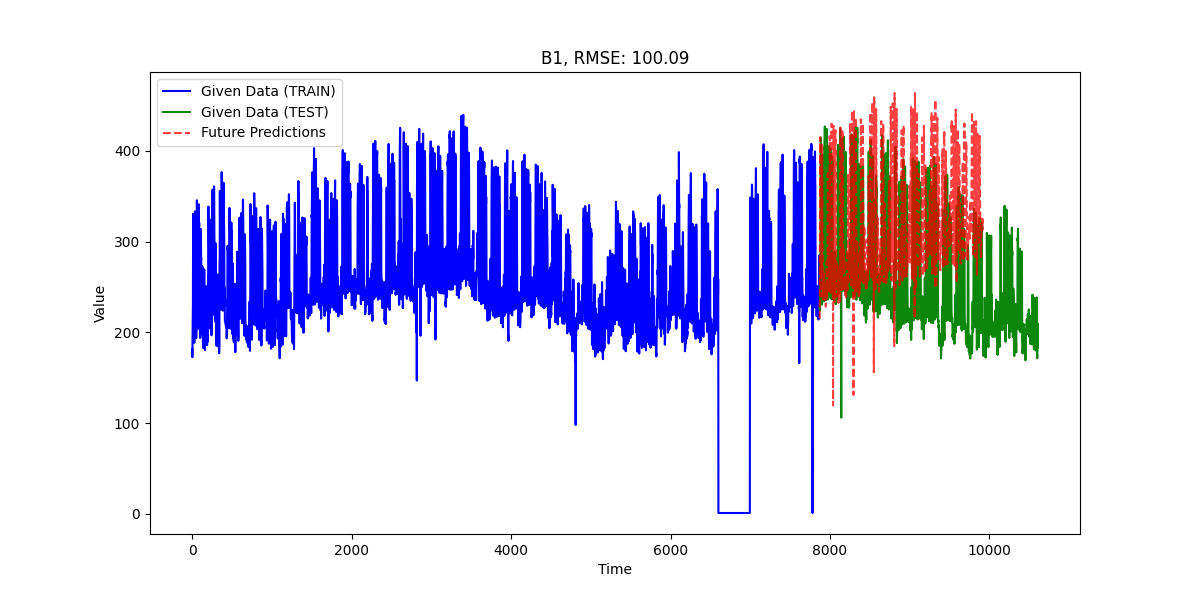 B1, RMSE: 100.09
Given Data (TRAIN)
Given Data (TEST)
Future Predictions
Value
400
300
200
100
0
0 2000 4000 6000 8000 10000
Time